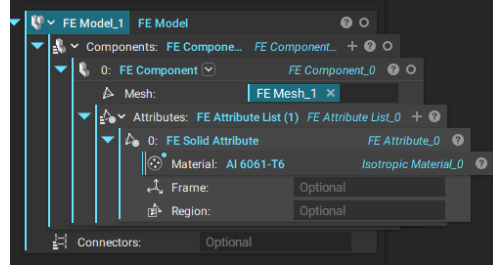 FE Model_1 FE Model
Components: FE Compone... FE Component...
0: FE Component FE Component_0
Mesh: FE Mesh_1
Attributes: FE Attribute List (1) FE Attribute List_0
0: FE Solid Attribute FE Attribute_0
Material: Al 6061-T6 Isotropic Material_0
Frame: Optional
Region: Optional
Connectors: Optional